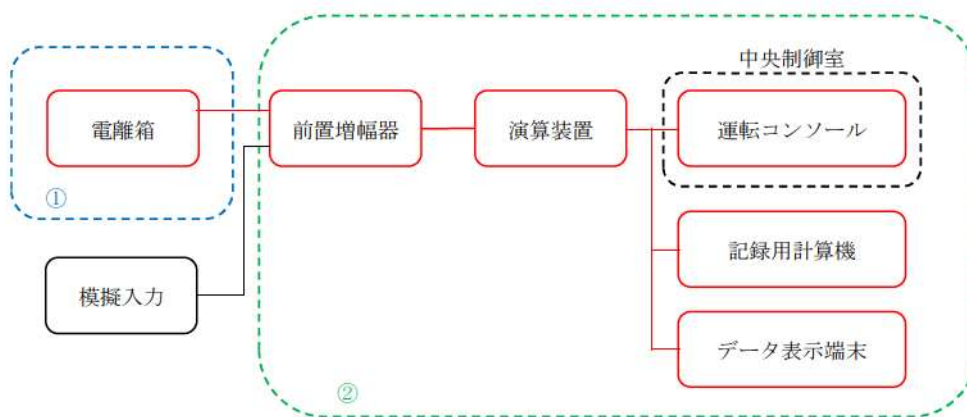 中央制御室
電離箱
前置増幅器
演算装置
運転コンソール
①
記録用計算機
模擬入力
データ表示端末
②